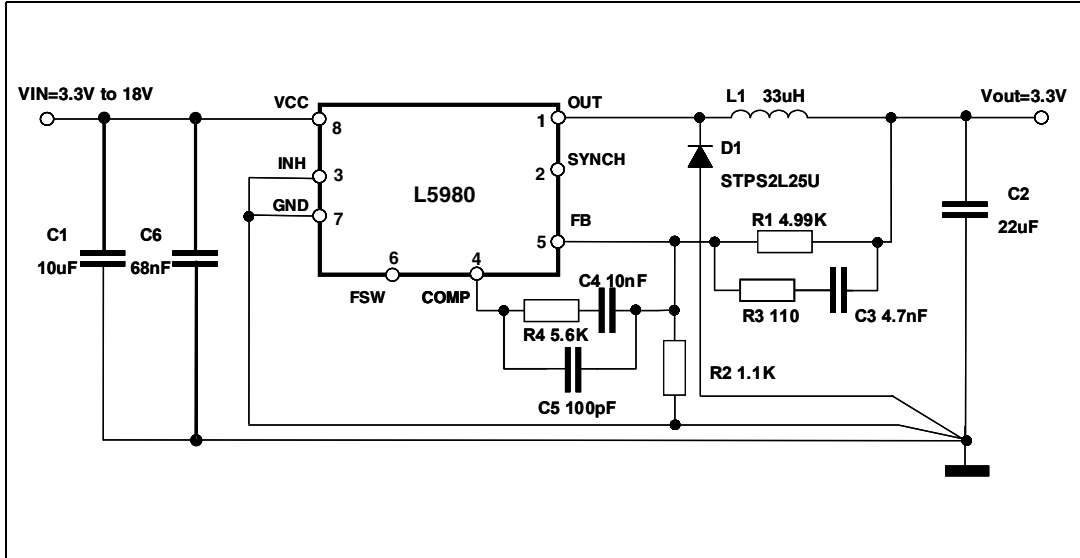 VIN=3.3V to 18V
VCC
OUT
L1 33uH
Vout=3.3V
8
1
D1
INH
SYNCH
3
2
STPS2L25U
L5980
C2
GND
FB
R1 4.99K
22uF
7
C1
C6
5
10uF
68nF
6
4
C4 10nF
FSW
COMP
R3 110
C3 4.7nF
R4 5.6K
R2 1.1K
C5 100pF